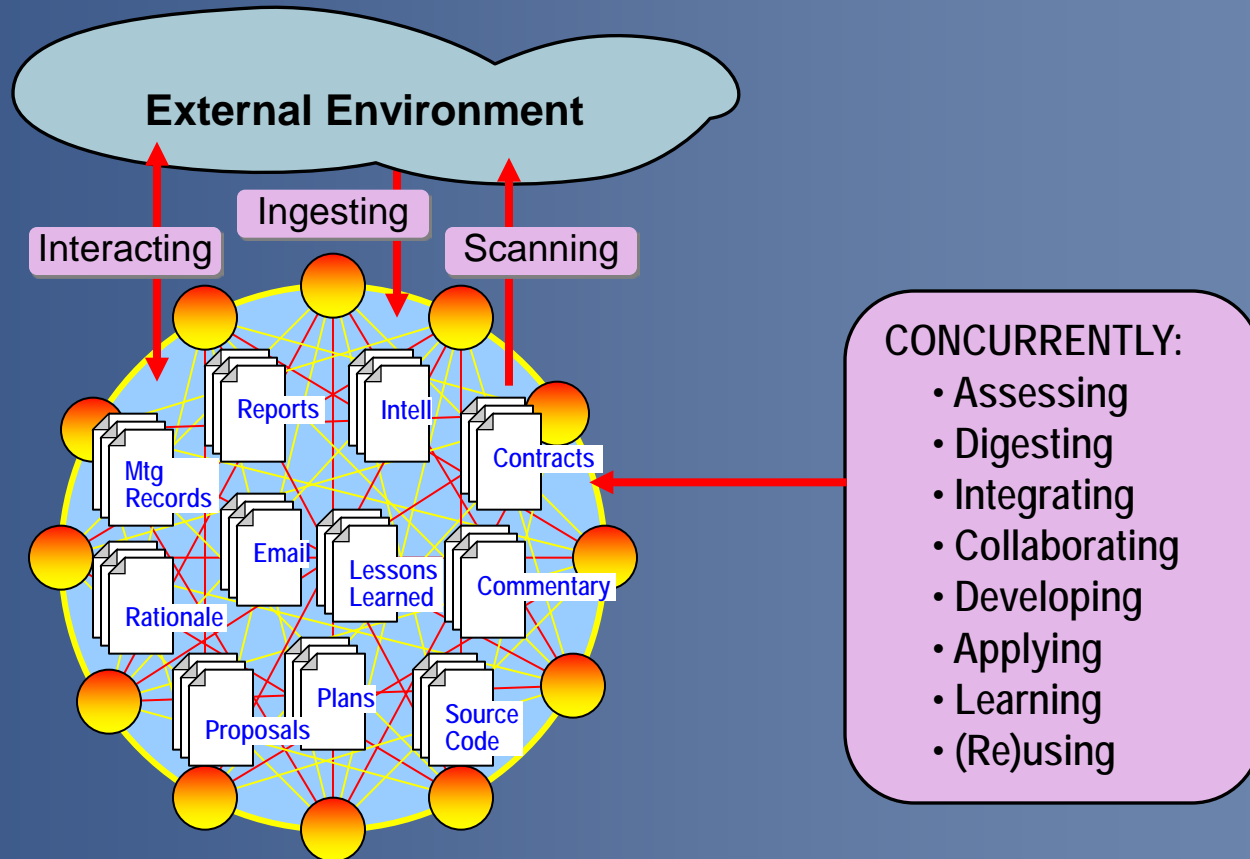 External Environment
Ingesting
Interacting
Scanning
Reports
Intell
Contracts
Mtg
Records
Email
Lessons
Learned
Commentary
Rationale
Plans
Proposals
Source
Code
CONCURRENTLY:
• Assessing
• Digesting
• Integrating
• Collaborating
• Developing
• Applying
• Learning
• (Re)using